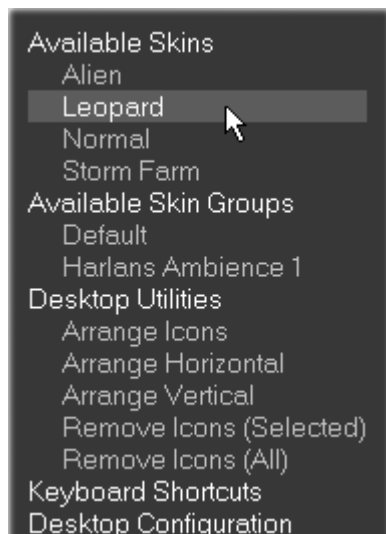 Available Skins
Alien
Leopard
Normal
Storm Farm
Available Skin Groups
Default
Harlans Ambience 1
Desktop Utilities
Arrange Icons
Arrange Horizontal
Arrange Vertical
Remove Icons (Selected)
Remove Icons (All)
Keyboard Shortcuts
Desktop Configuration